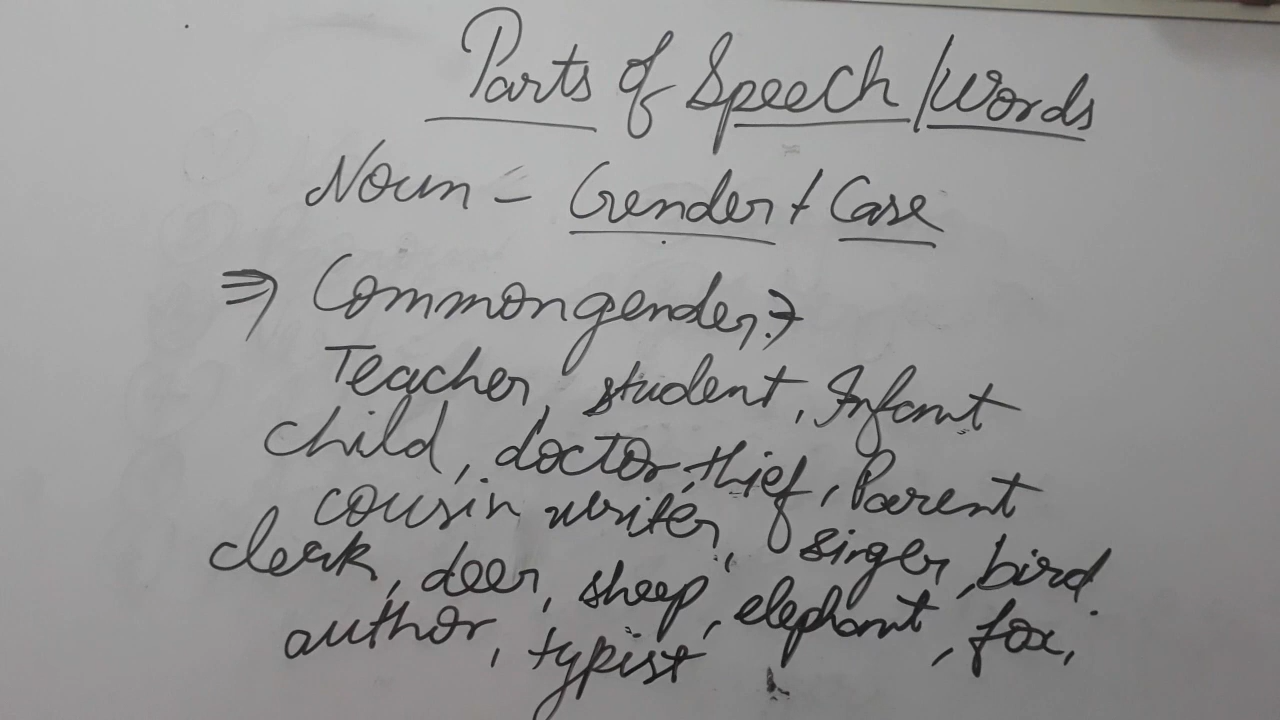 Parts of Speech/Words
Noun - Gender + Case
⇒ Common gender :→
Teacher, student, Infant
child, doctor, thief, Parent
cousin writer, singer, bird.
clerk, deer, sheep, elephant, fox,
author, typist